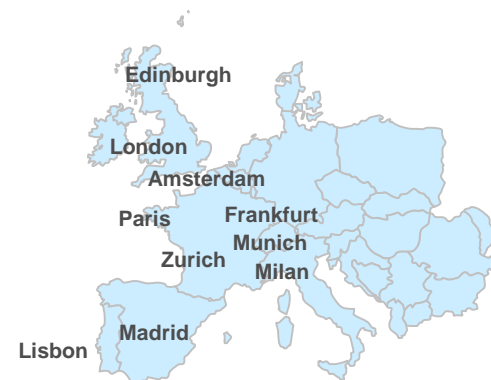 Edinburgh
London
Amsterdam
Paris
Frankfurt
Munich
Zurich
Milan
Madrid
Lisbon